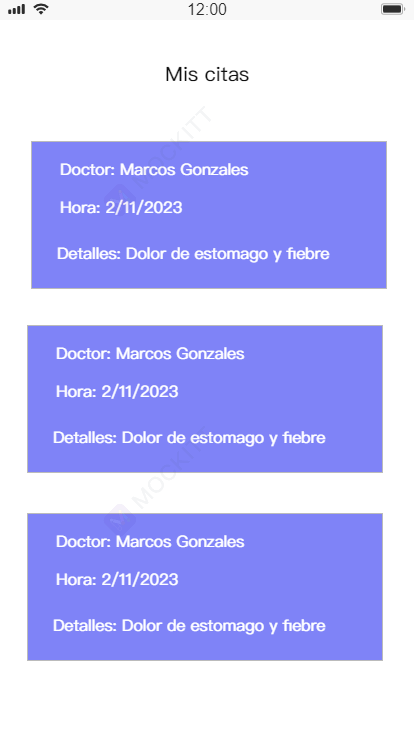 12:00
Mis citas
Doctor: Marcos Gonzales
Hora: 2/11/2023
Detalles: Dolor de estomago y fiebre
Doctor: Marcos Gonzales
Hora: 2/11/2023
Detalles: Dolor de estomago y fiebre
Doctor: Marcos Gonzales
Hora: 2/11/2023
Detalles: Dolor de estomago y fiebre
MOCKITT
MOCKITT